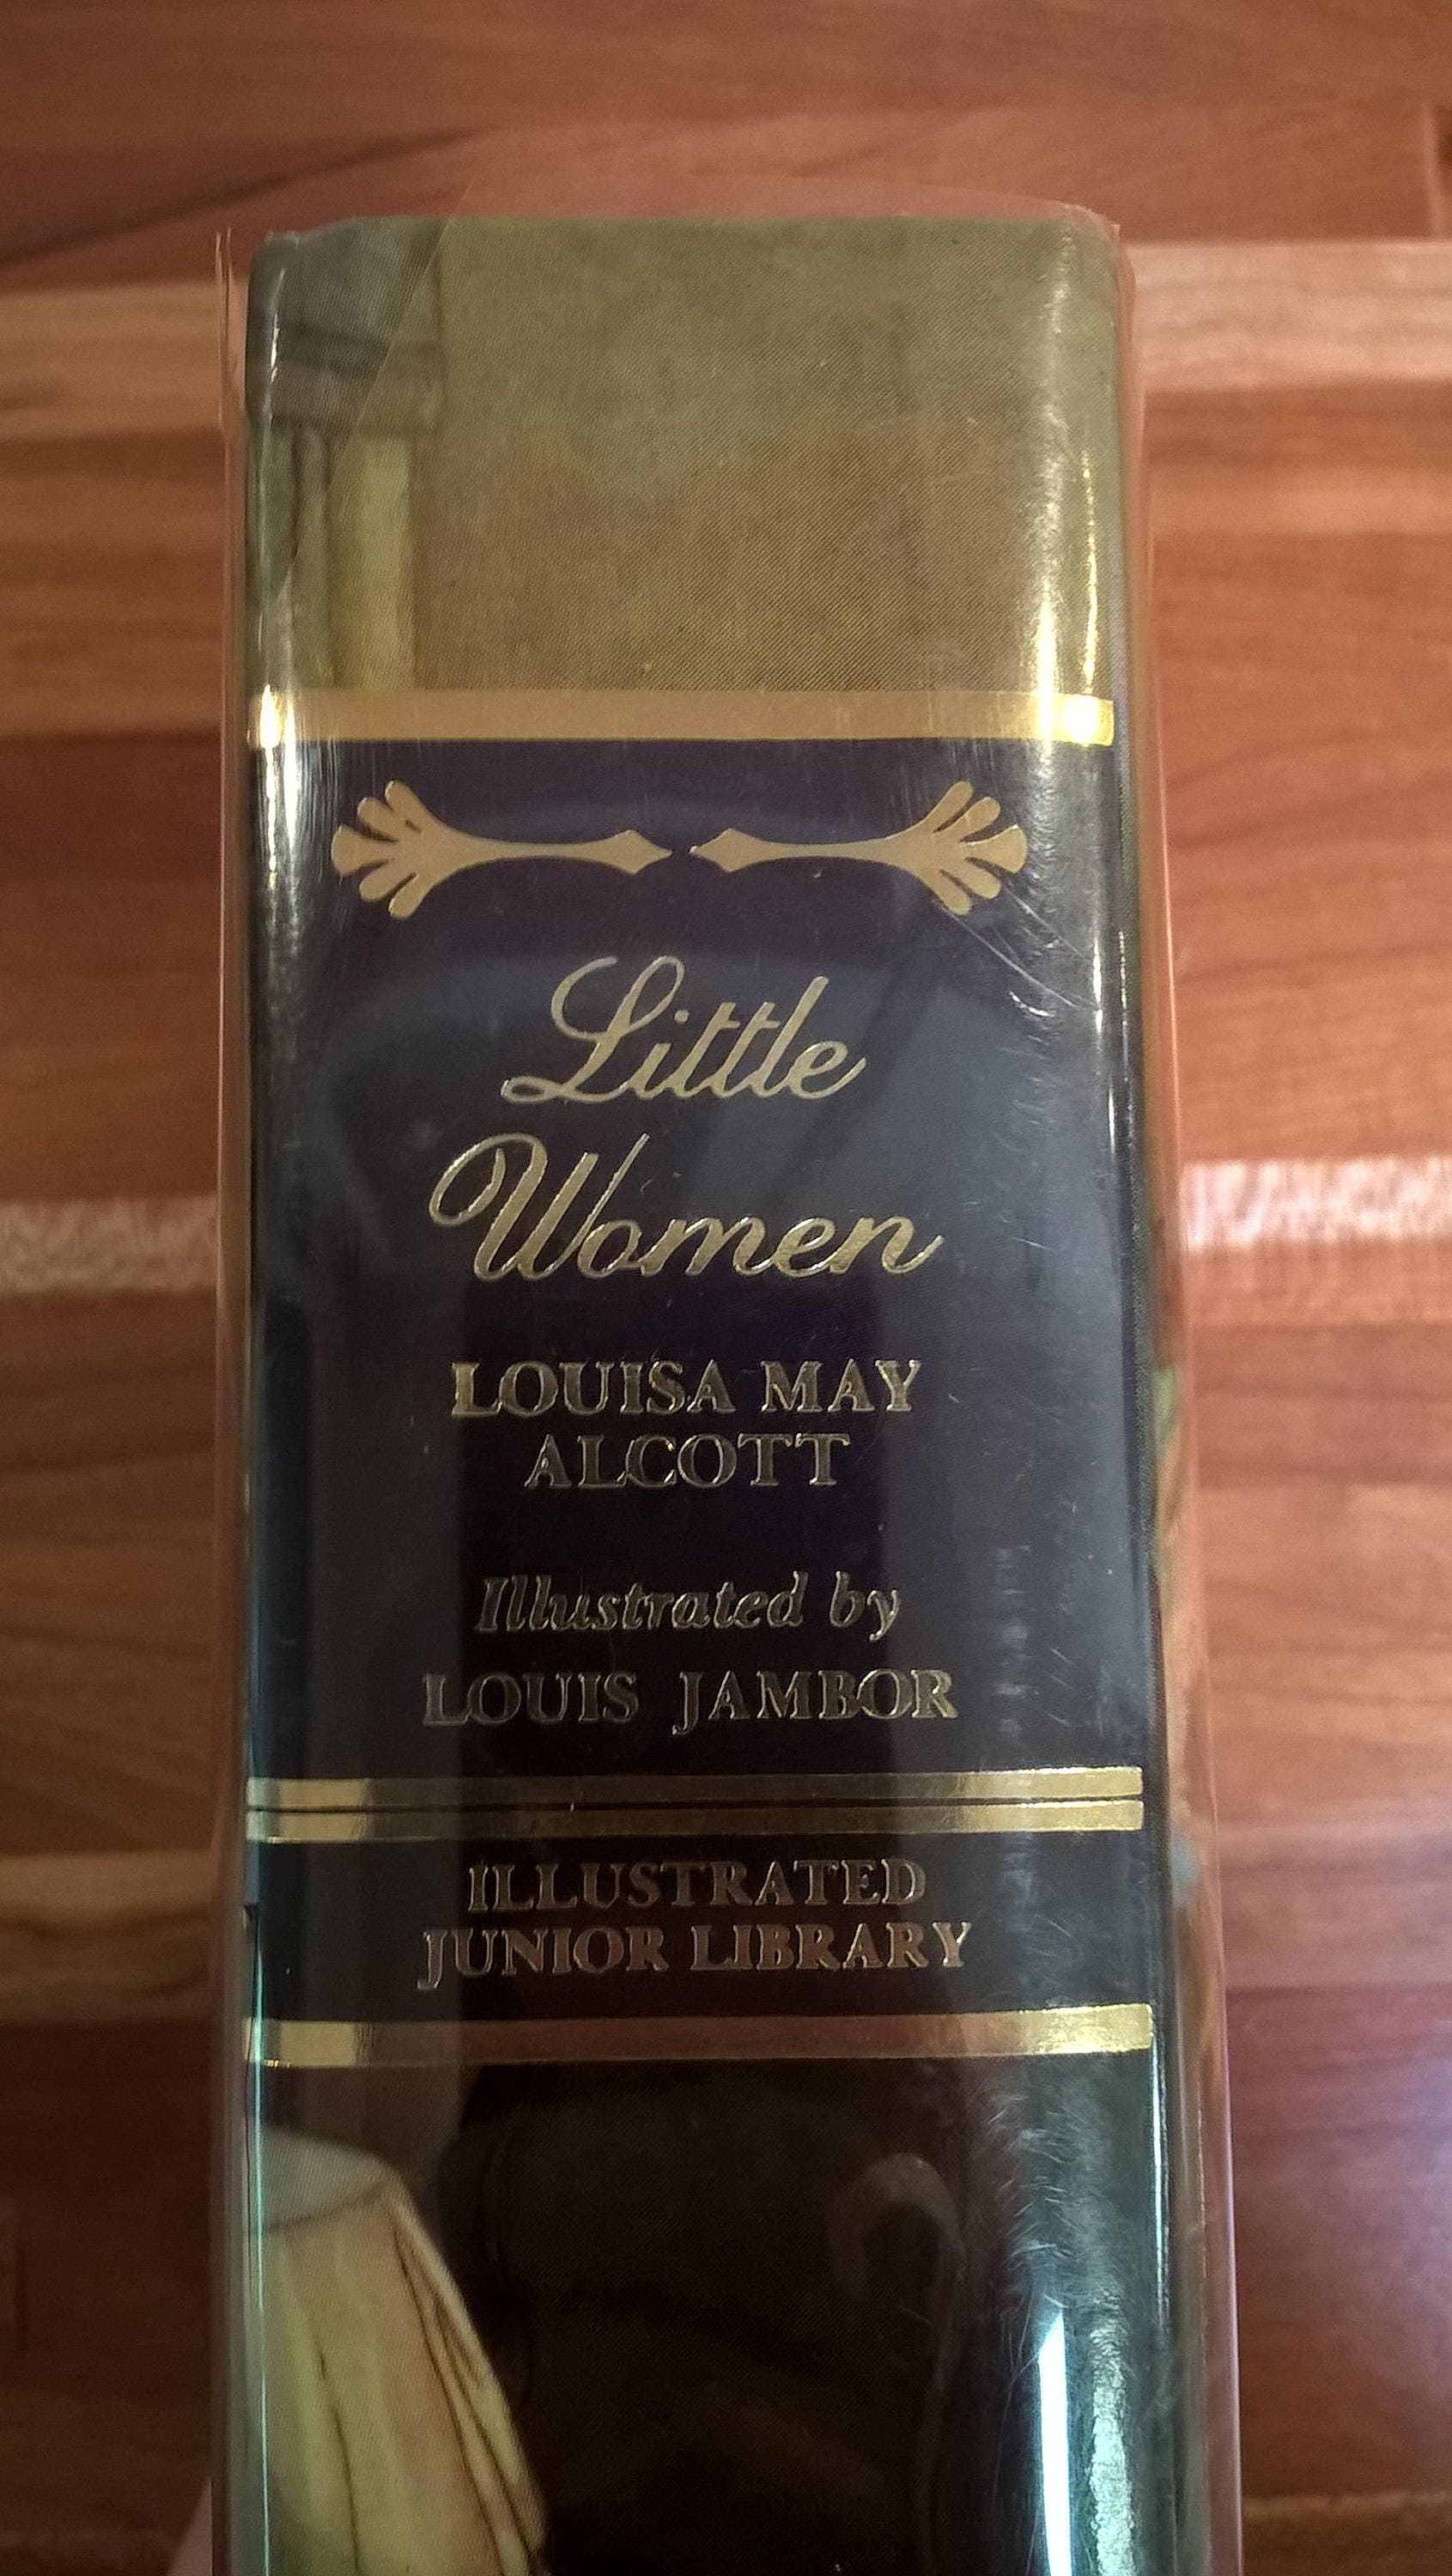 Little
Women
LOUISA MAY
ALCOTT
Illustrated by
LOUIS JAMBOR
ILLUSTRATED
JUNIOR LIBRARY